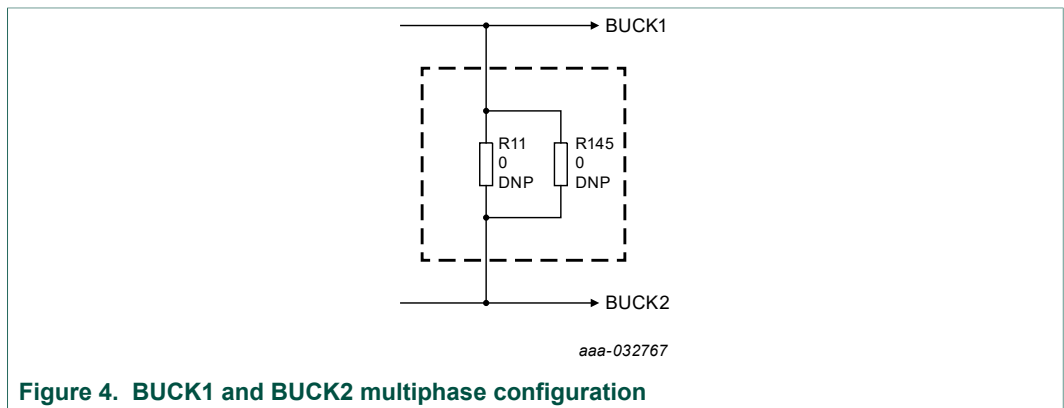 BUCK1
R11
0
DNP
R145
0
DNP
BUCK2
aaa-032767
Figure 4. BUCK1 and BUCK2 multiphase configuration